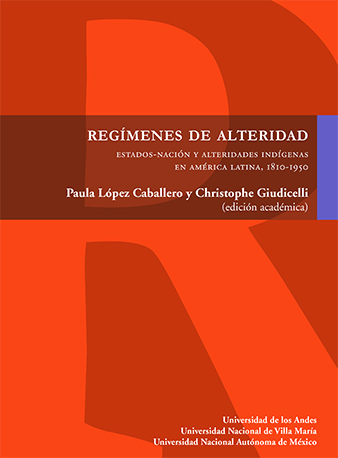 REGÍMENES DE ALTERIDAD
ESTADOS-NACIÓN Y ALTERIDADES INDÍGENAS
EN AMÉRICA LATINA, 1810-1950
Paula López Caballero y Christophe Giudicelli
(edición académica)
Universidad de los Andes
Universidad Nacional de Villa María
Universidad Nacional Autónoma de México